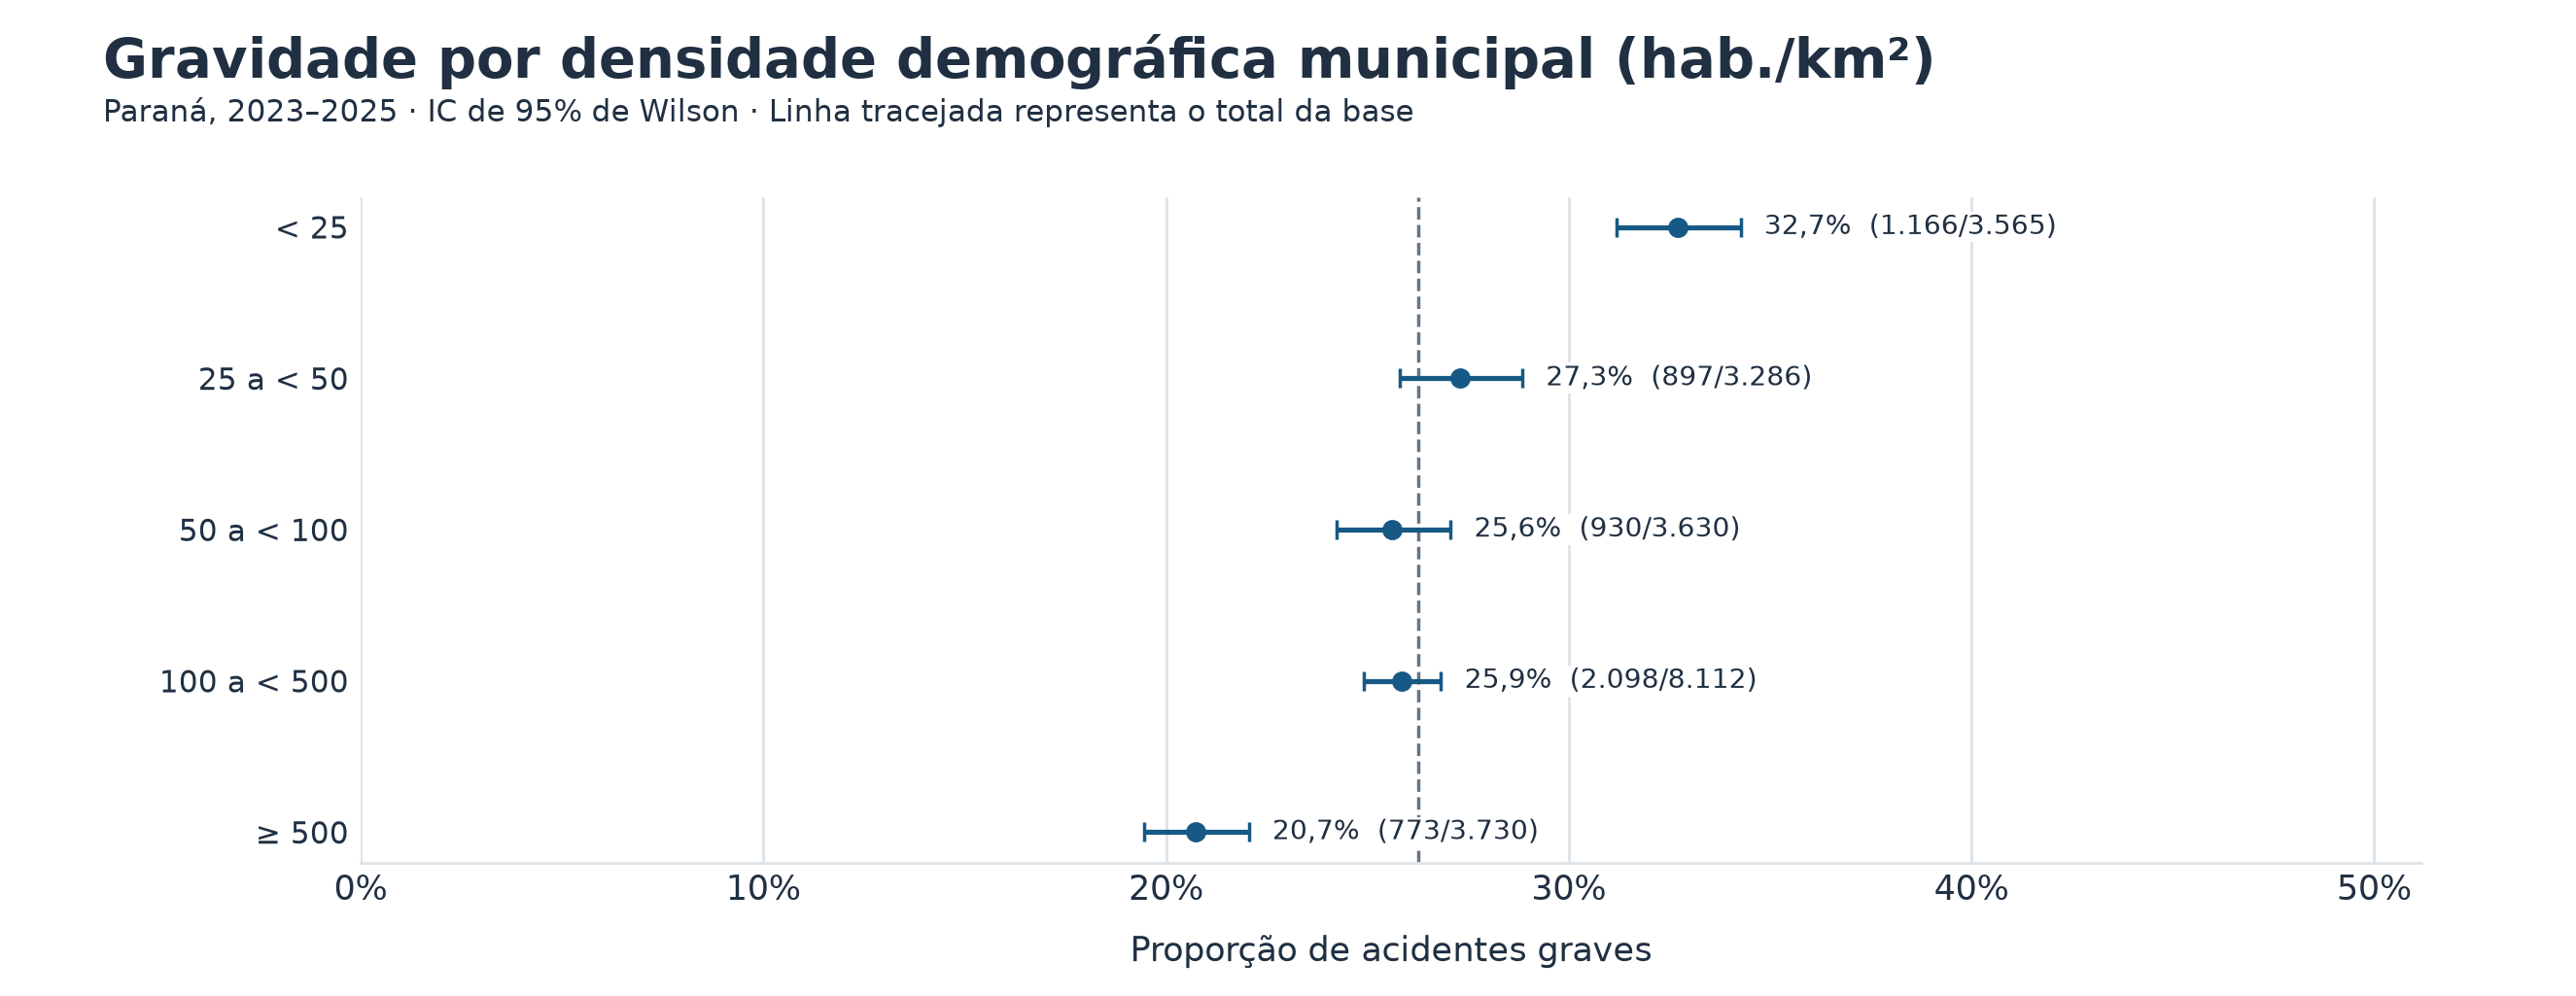 Gravidade por densidade demográfica municipal (hab./km²)
Paraná, 2023–2025 · IC de 95% de Wilson · Linha tracejada representa o total da base
< 25
32,7% (1.166/3.565)
25 a < 50
27,3% (897/3.286)
50 a < 100
25,6% (930/3.630)
100 a < 500
25,9% (2.098/8.112)
≥ 500
20,7% (773/3.730)
0% 10% 20% 30% 40% 50%
Proporção de acidentes graves